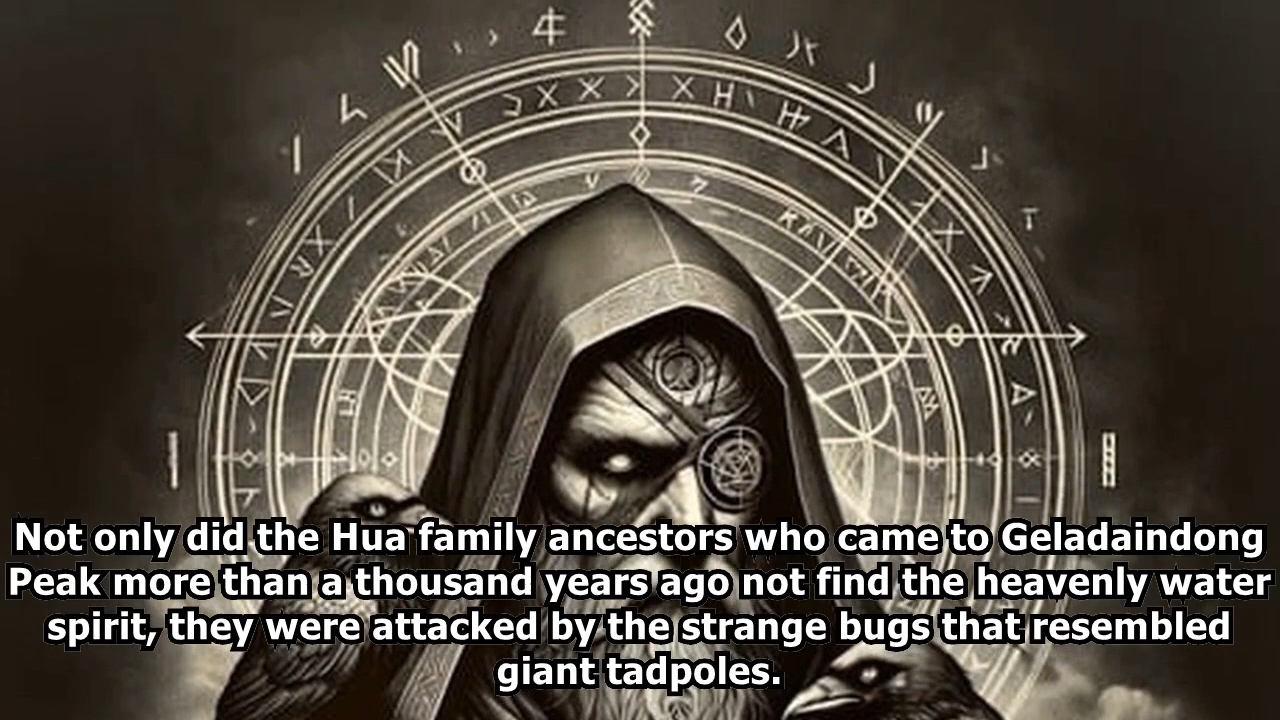 Not only did the Hua family ancestors who came to Geladaindong
Peak more than a thousand years ago not find the heavenly water
spirit, they were attacked by the strange bugs that resembled
giant tadpoles.